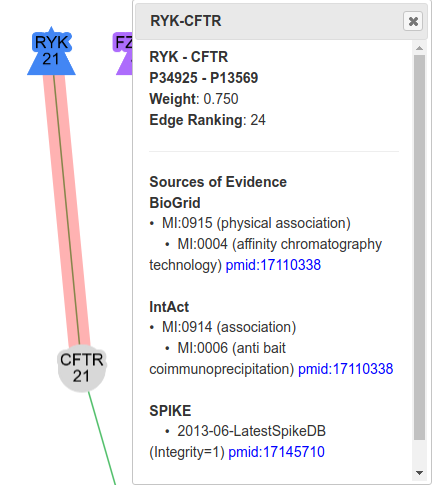 RYK
21
FZ
CFTR
21
RYK-CFTR
RYK - CFTR
P34925 - P13569
Weight: 0.750
Edge Ranking: 24
Sources of Evidence
BioGrid
• MI:0915 (physical association)
• MI:0004 (affinity chromatography
technology) pmid:17110338
IntAct
• MI:0914 (association)
• MI:0006 (anti bait
coimmunoprecipitation) pmid:17110338
SPIKE
• 2013-06-LatestSpikeDB
(Integrity=1) pmid:17145710